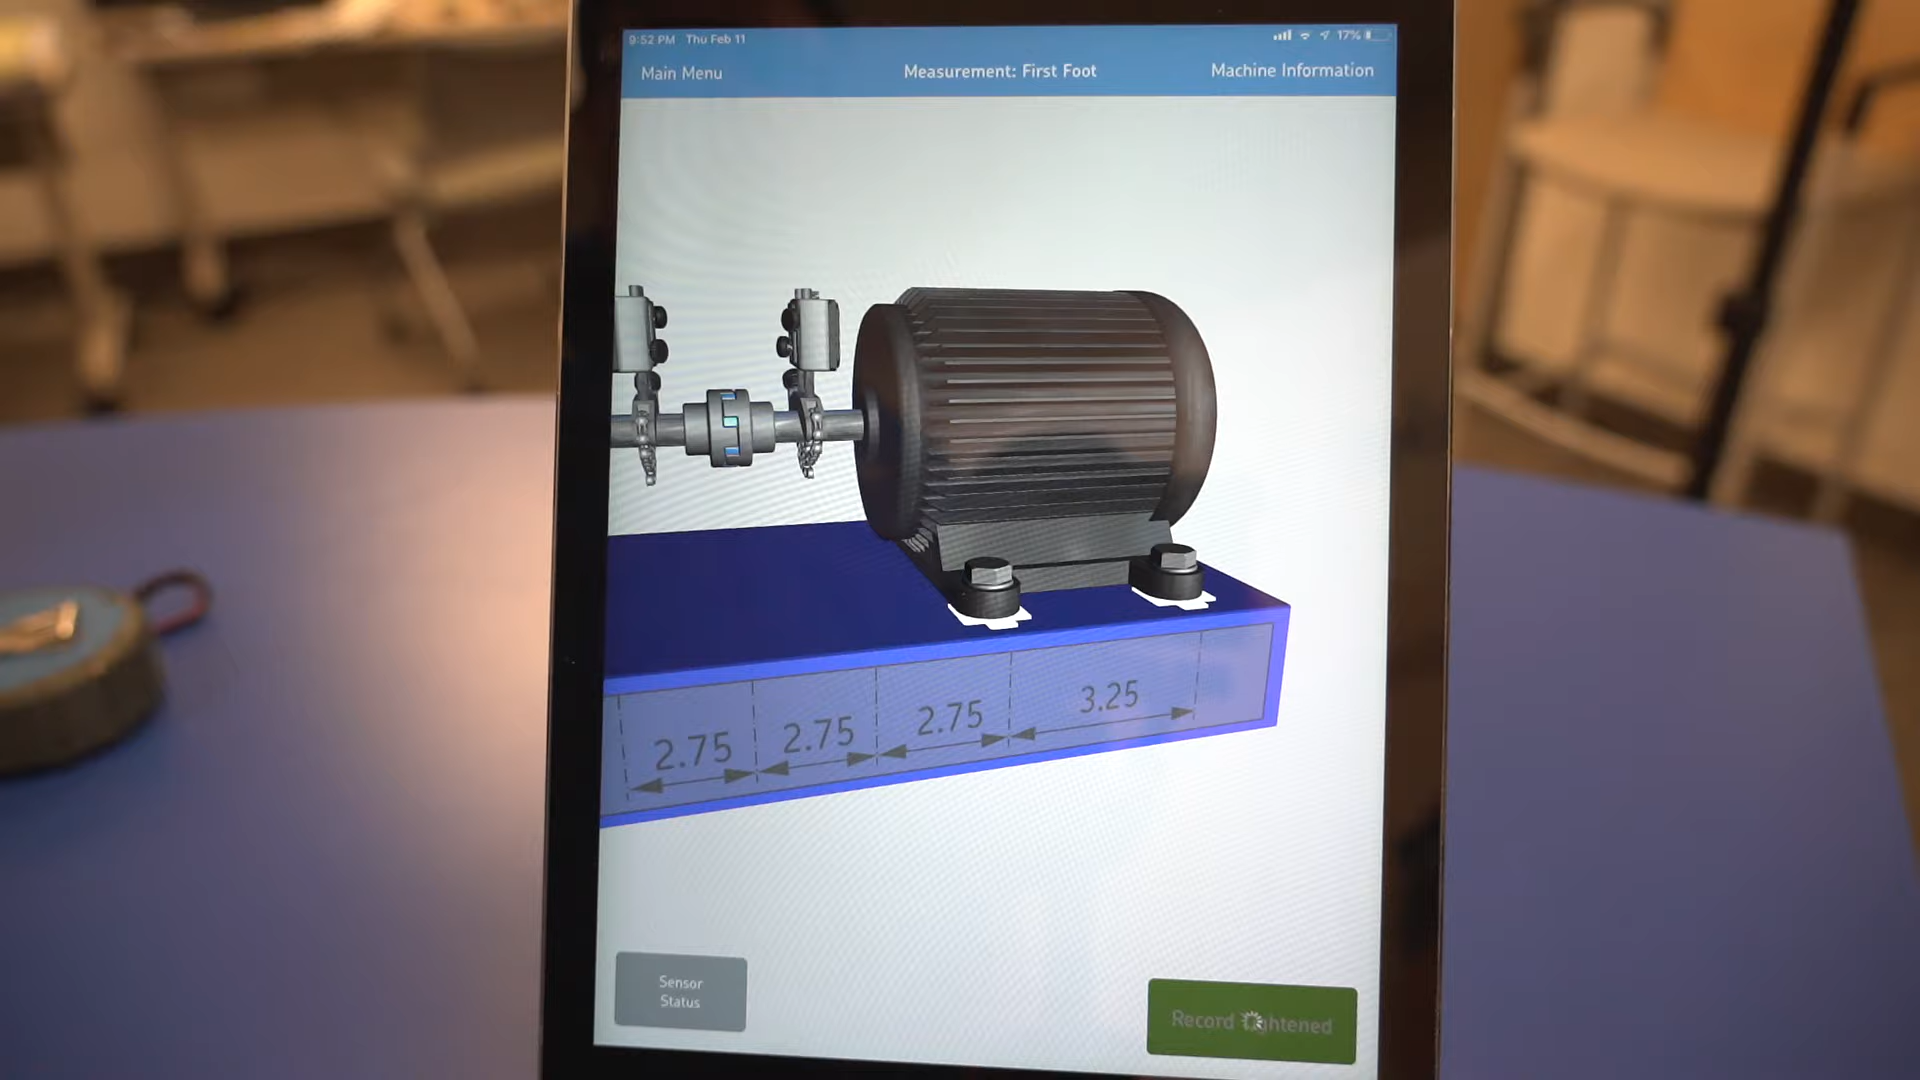 9:52 PM Thu Feb 11
17%
Main Menu
Measurement: First Foot
Machine Information
2.75
2.75
2.75
3.25
Sensor
Status
Record Tightened